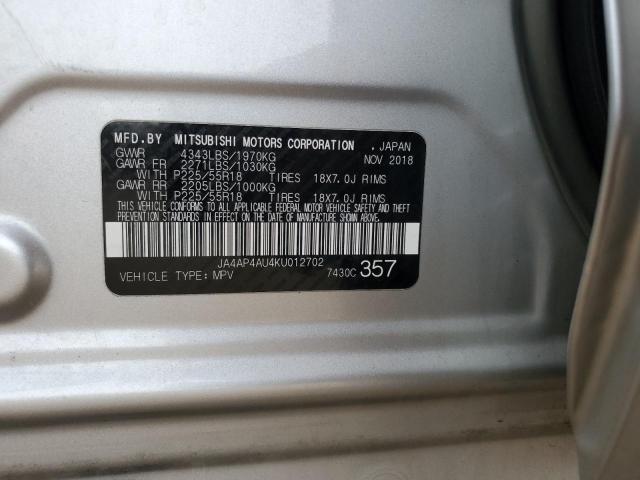 MFD.BY MITSUBISHI MOTORS CORPORATION . JAPAN
GVWR 4343LBS/1970KG NOV 2018
GAWR FR 2271LBS/1030KG
WITH P225/55R18 TIRES 18X7.0J RIMS
GAWR RR 2205LBS/1000KG
WITH P225/55R18 TIRES 18X7.0J RIMS
THIS VEHICLE CONFORMS TO ALL APPLICABLE FEDERAL MOTOR VEHICLE SAFETY AND THEFT
PREVENTION STANDARDS IN EFFECT ON THE DATE OF MANUFACTURE SHOWN ABOVE.
JA4AP4AU4KU012702
VEHICLE TYPE: MPV 7430C 357